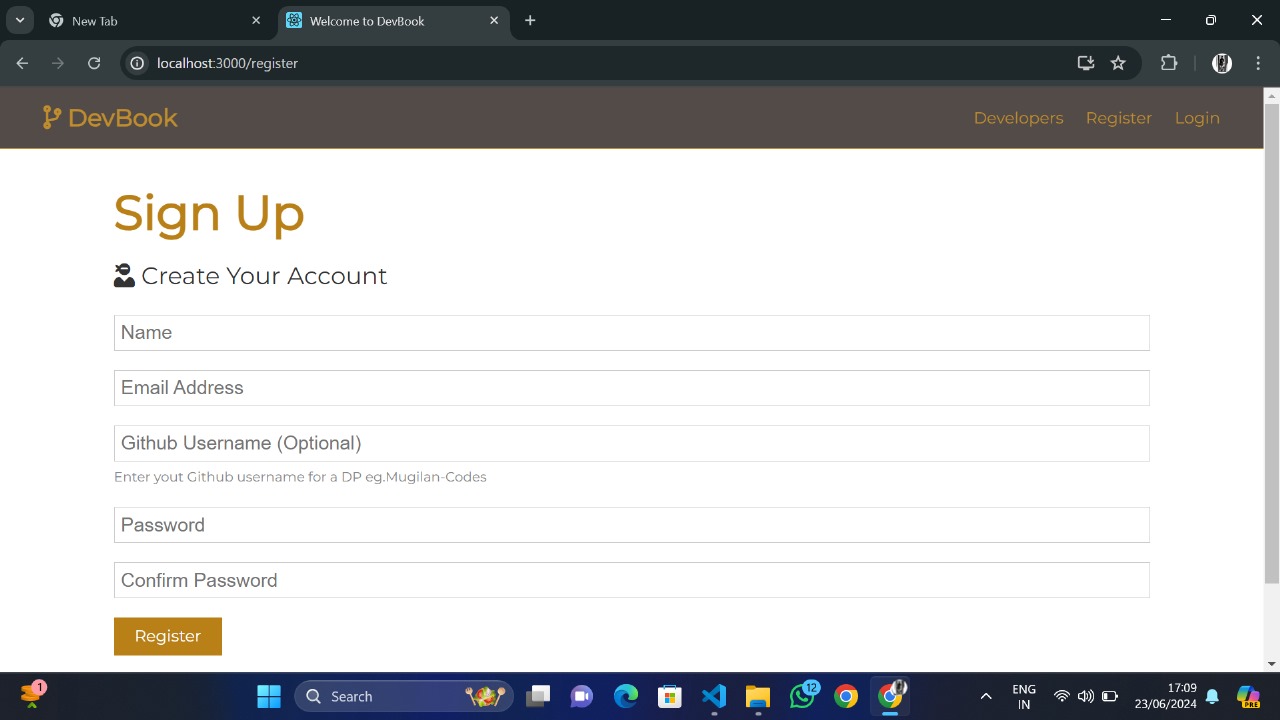 New Tab
Welcome to DevBook
localhost:3000/register
DevBook
Developers Register Login
Sign Up
Create Your Account
Name
Email Address
Github Username (Optional)
Enter yout Github username for a DP eg.Mugilan-Codes
Password
Confirm Password
Register
1
Search
12
ENG
IN
17:09
23/06/2024
PRE